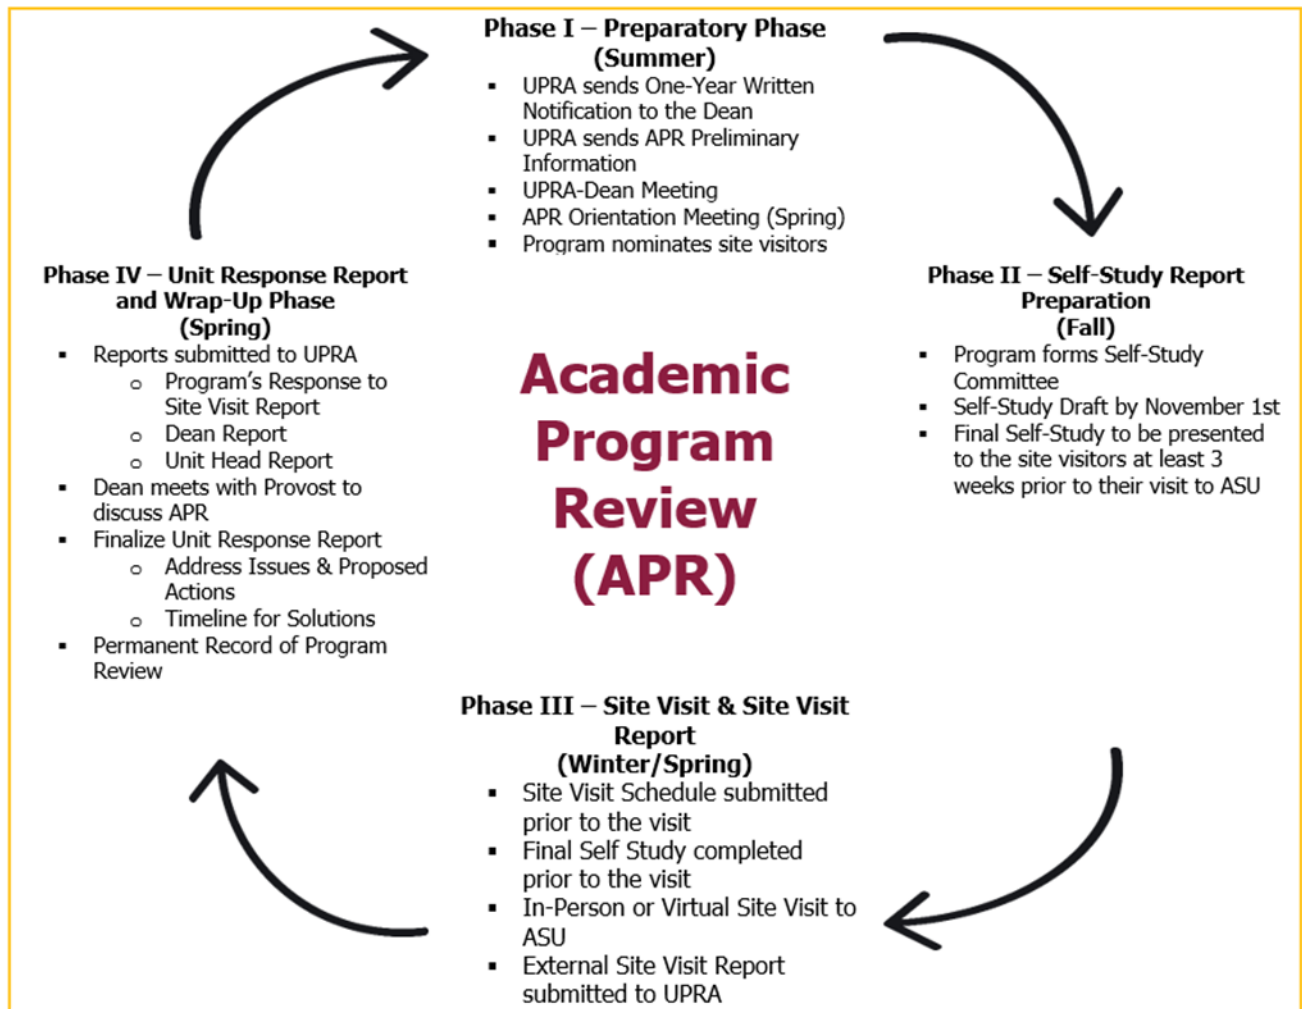 Phase I – Preparatory Phase
(Summer)
▪ UPRA sends One-Year Written
Notification to the Dean
▪ UPRA sends APR Preliminary
Information
▪ UPRA-Dean Meeting
▪ APR Orientation Meeting (Spring)
▪ Program nominates site visitors
Phase II – Self-Study Report
Preparation
(Fall)
▪ Program forms Self-Study
Committee
▪ Self-Study Draft by November 1st
▪ Final Self-Study to be presented
to the site visitors at least 3
weeks prior to their visit to ASU
Phase III – Site Visit & Site Visit
Report
(Winter/Spring)
▪ Site Visit Schedule submitted
prior to the visit
▪ Final Self Study completed
prior to the visit
▪ In-Person or Virtual Site Visit to
ASU
▪ External Site Visit Report
submitted to UPRA
Phase IV – Unit Response Report
and Wrap-Up Phase
(Spring)
▪ Reports submitted to UPRA
o Program's Response to
Site Visit Report
o Dean Report
o Unit Head Report
▪ Dean meets with Provost to
discuss APR
▪ Finalize Unit Response Report
o Address Issues & Proposed
Actions
o Timeline for Solutions
▪ Permanent Record of Program
Review
Academic
Program
Review
(APR)